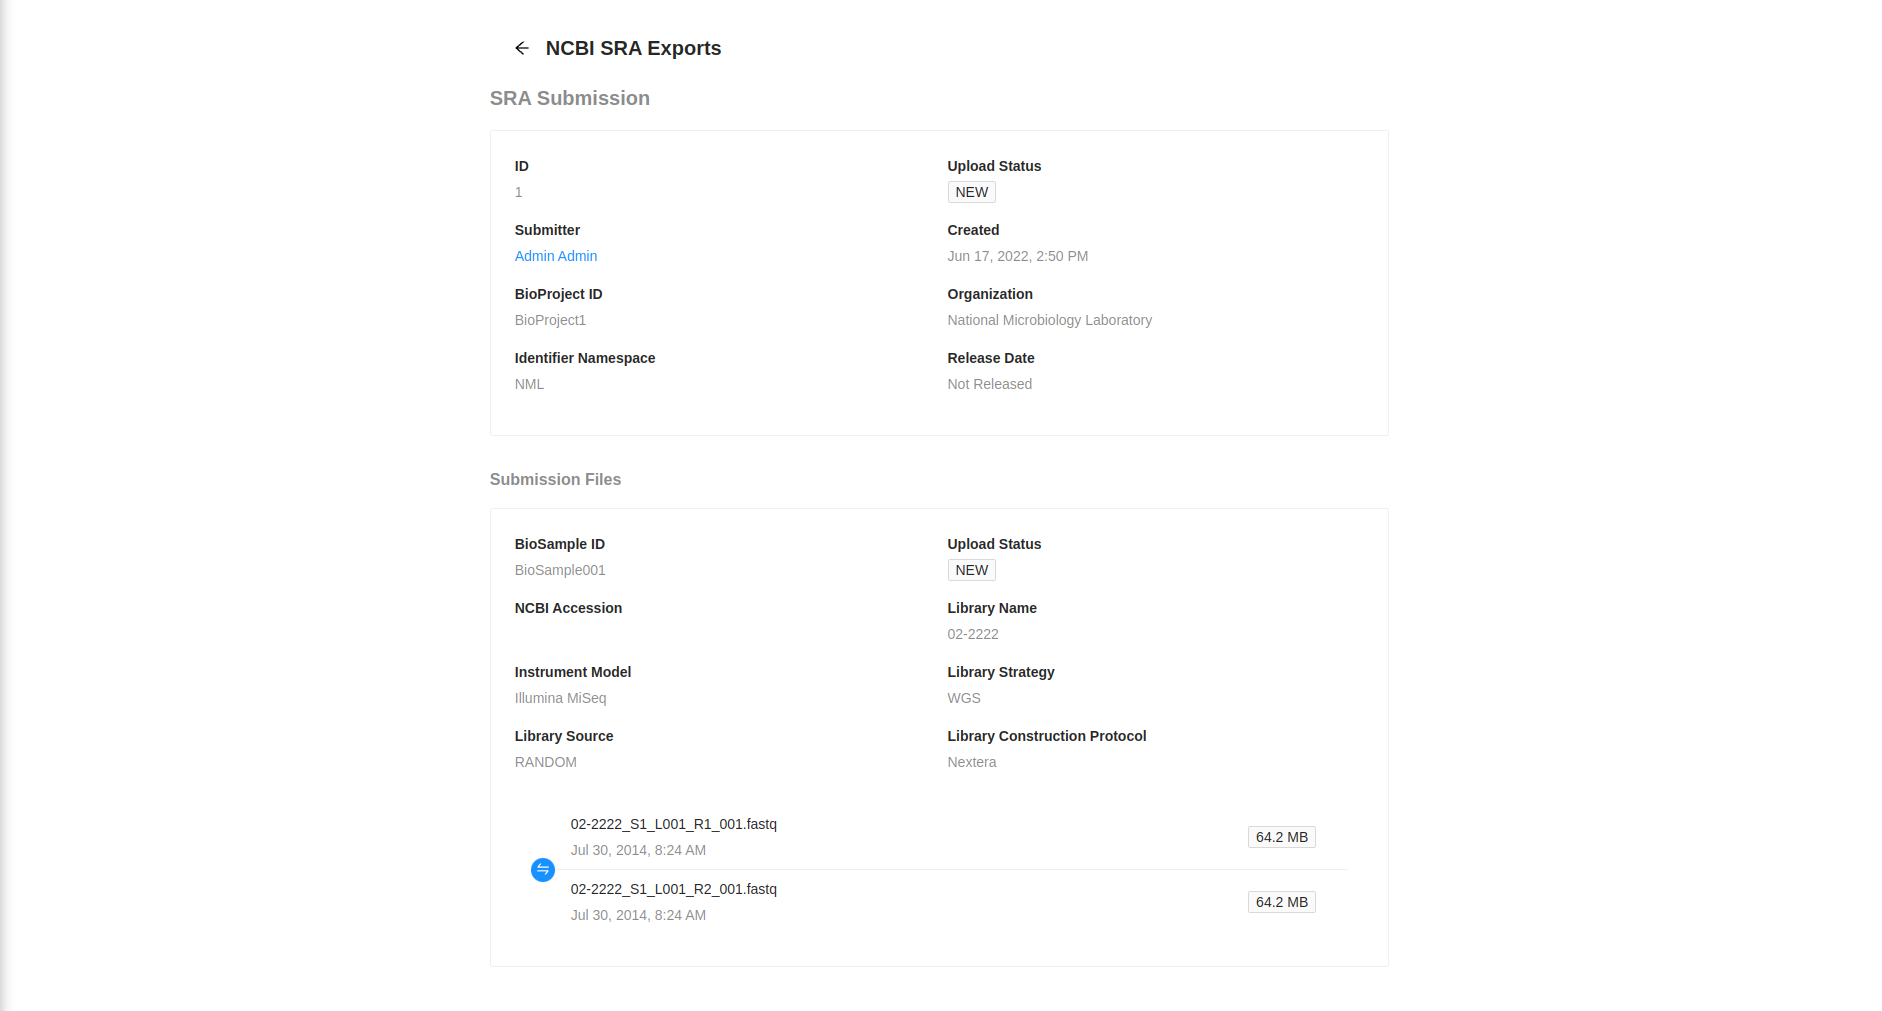 NCBI SRA Exports
SRA Submission
ID
1
Upload Status
NEW
Submitter
Admin Admin
Created
Jun 17, 2022, 2:50 PM
BioProject ID
BioProject1
Organization
National Microbiology Laboratory
Identifier Namespace
NML
Release Date
Not Released
Submission Files
BioSample ID
BioSample001
Upload Status
NEW
NCBI Accession
Library Name
02-2222
Instrument Model
Illumina MiSeq
Library Strategy
WGS
Library Source
RANDOM
Library Construction Protocol
Nextera
02-2222_S1_L001_R1_001.fastq
Jul 30, 2014, 8:24 AM
64.2 MB
02-2222_S1_L001_R2_001.fastq
Jul 30, 2014, 8:24 AM
64.2 MB